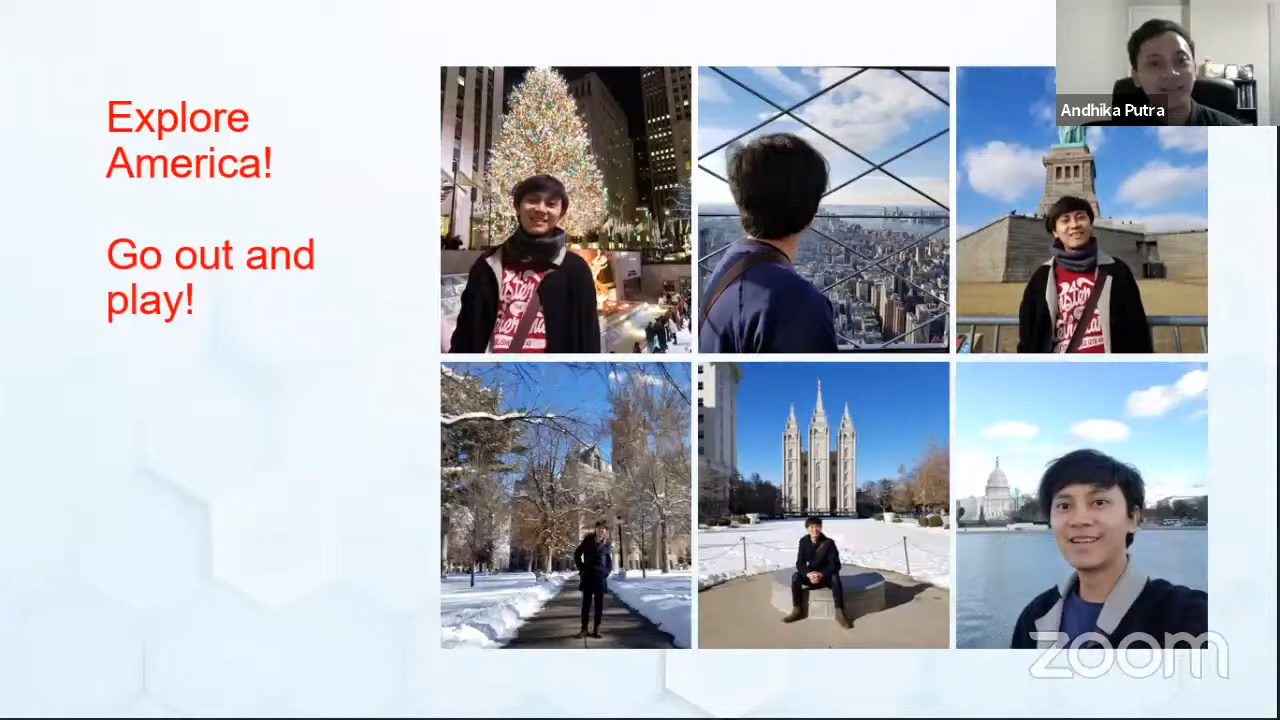 Explore
America!
Go out and
play!
Andhika Putra
zoom